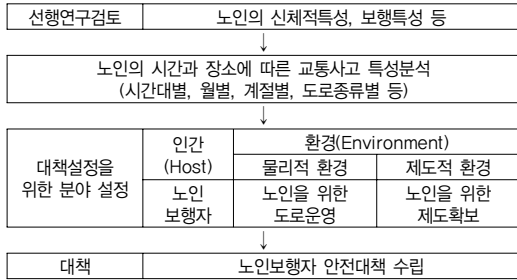 선행연구검토 노인의 신체적특성, 보행특성 등
노인의 시간과 장소에 따른 교통사고 특성분석
(시간대별, 월별, 계절별, 도로종류별 등)
대책설정을
위한 분야 설정
인간
(Host)
환경(Environment)
물리적 환경 제도적 환경
노인
보행자
노인을 위한
도로운영
노인을 위한
제도확보
대책 노인보행자 안전대책 수립